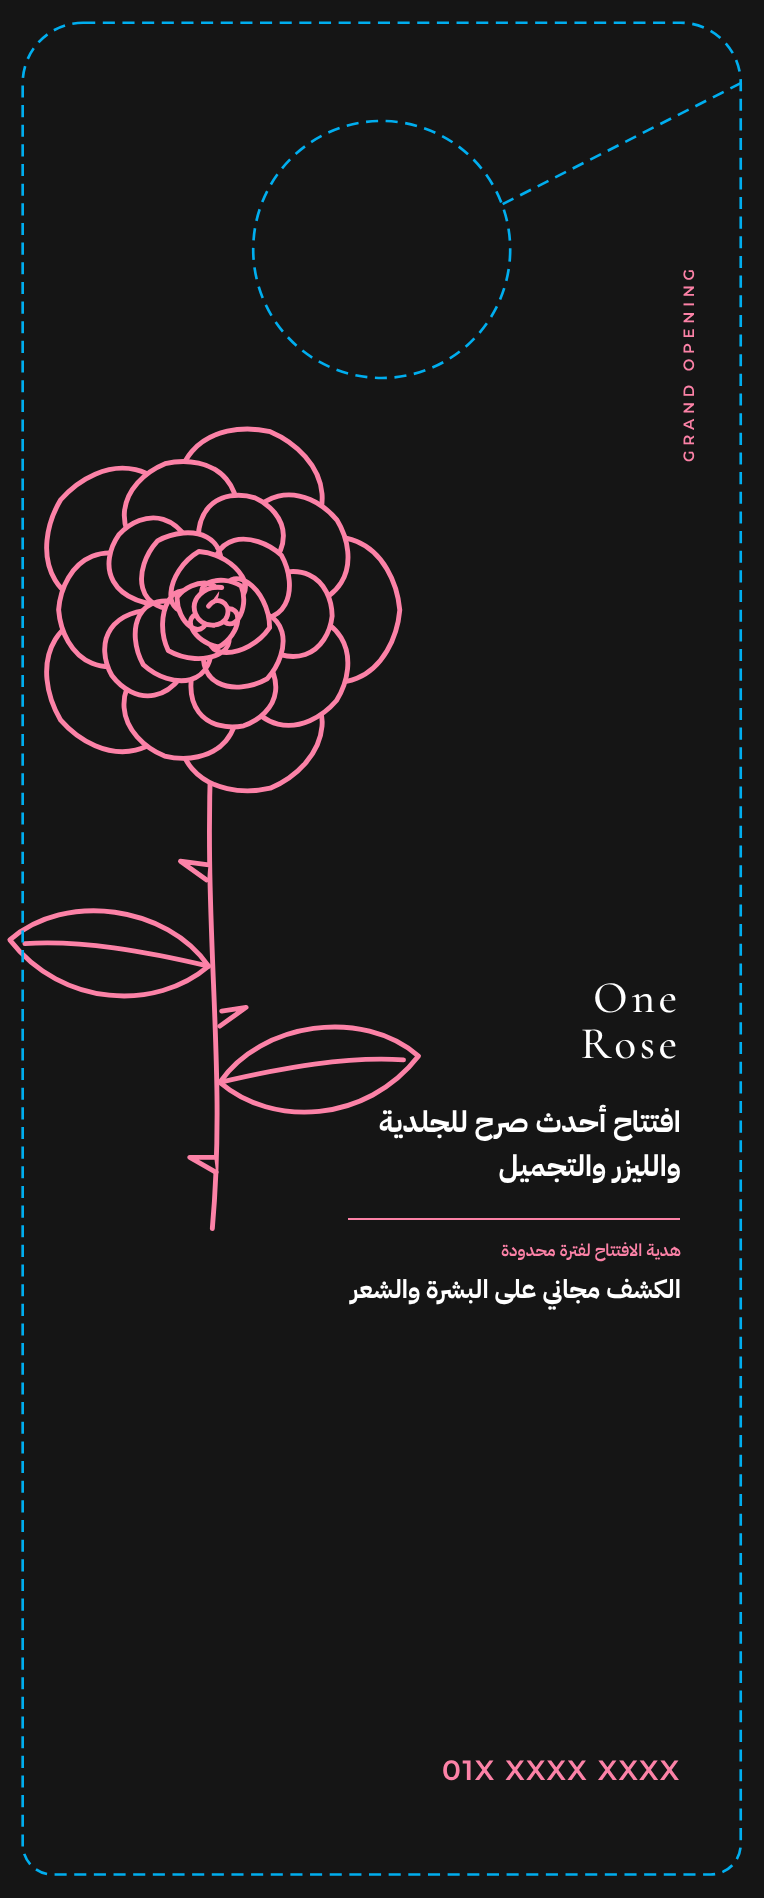 GRAND OPENING
One
Rose
افتتاح أحدث صرح للجلدية
والليزر والتجميل
هدية الافتتاح لفترة محدودة
الكشف مجاني على البشرة والشعر
01X XXXX XXXX